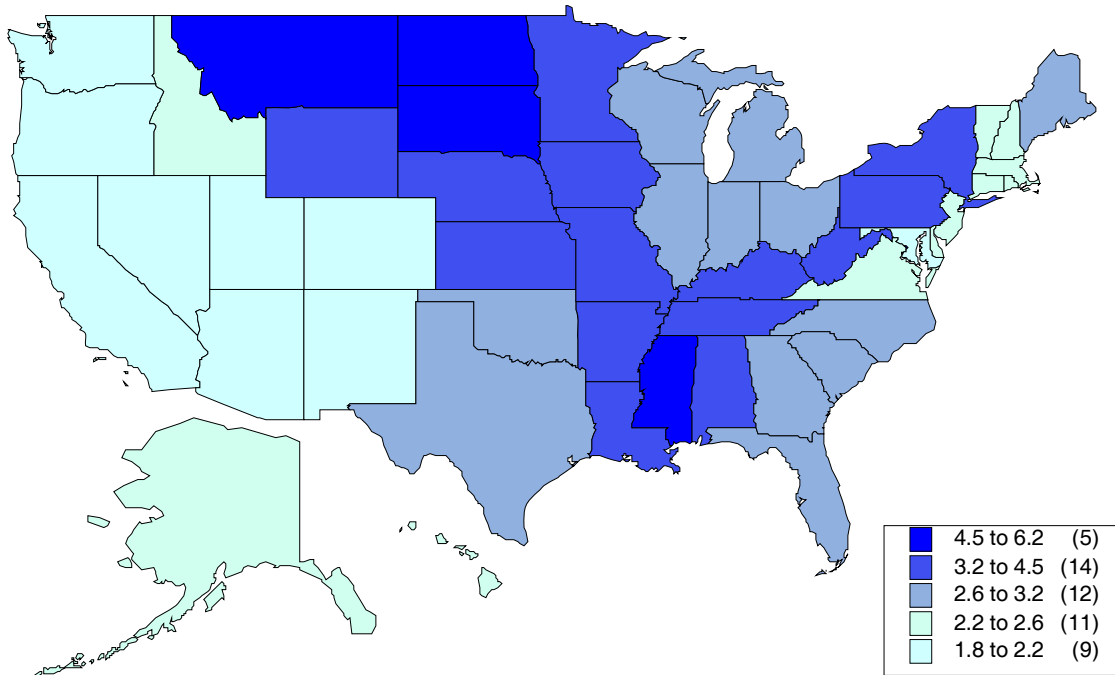 4.5 to 6.2 (5)
3.2 to 4.5 (14)
2.6 to 3.2 (12)
2.2 to 2.6 (11)
1.8 to 2.2 (9)